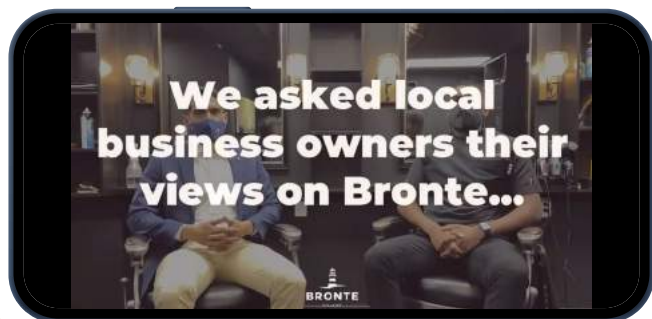 We asked local
business owners their
views on Bronte...
BRONTE